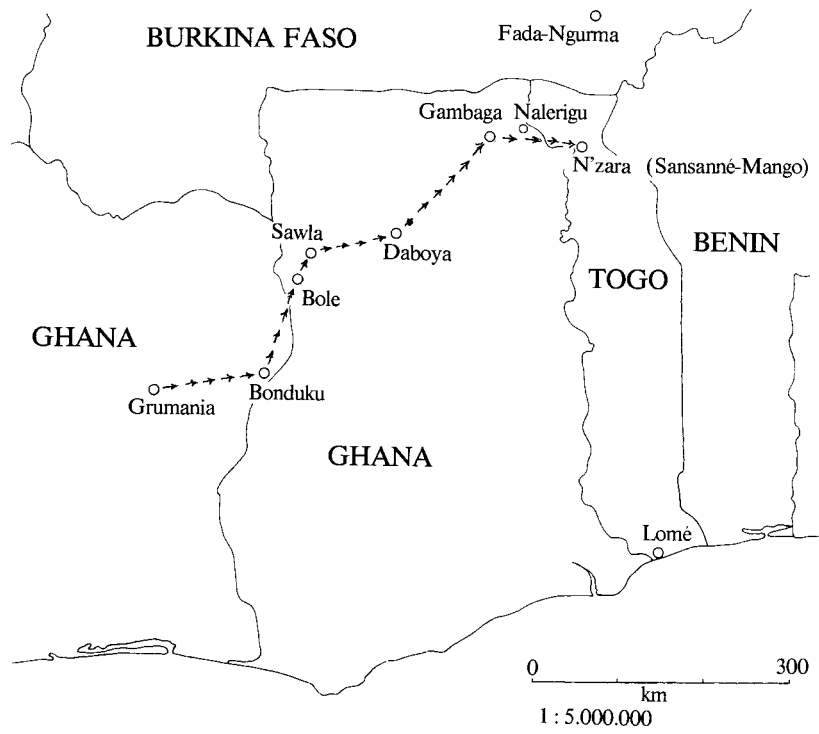 BURKINA FASO
Fada-Ngurma
Gambaga
Nalerigu
N'zara (Sansanné-Mango)
Sawla
Daboya
BENIN
Bole
TOGO
GHANA
Bonduku
Grumania
GHANA
Lomé
0 300
km
1 : 5.000.000